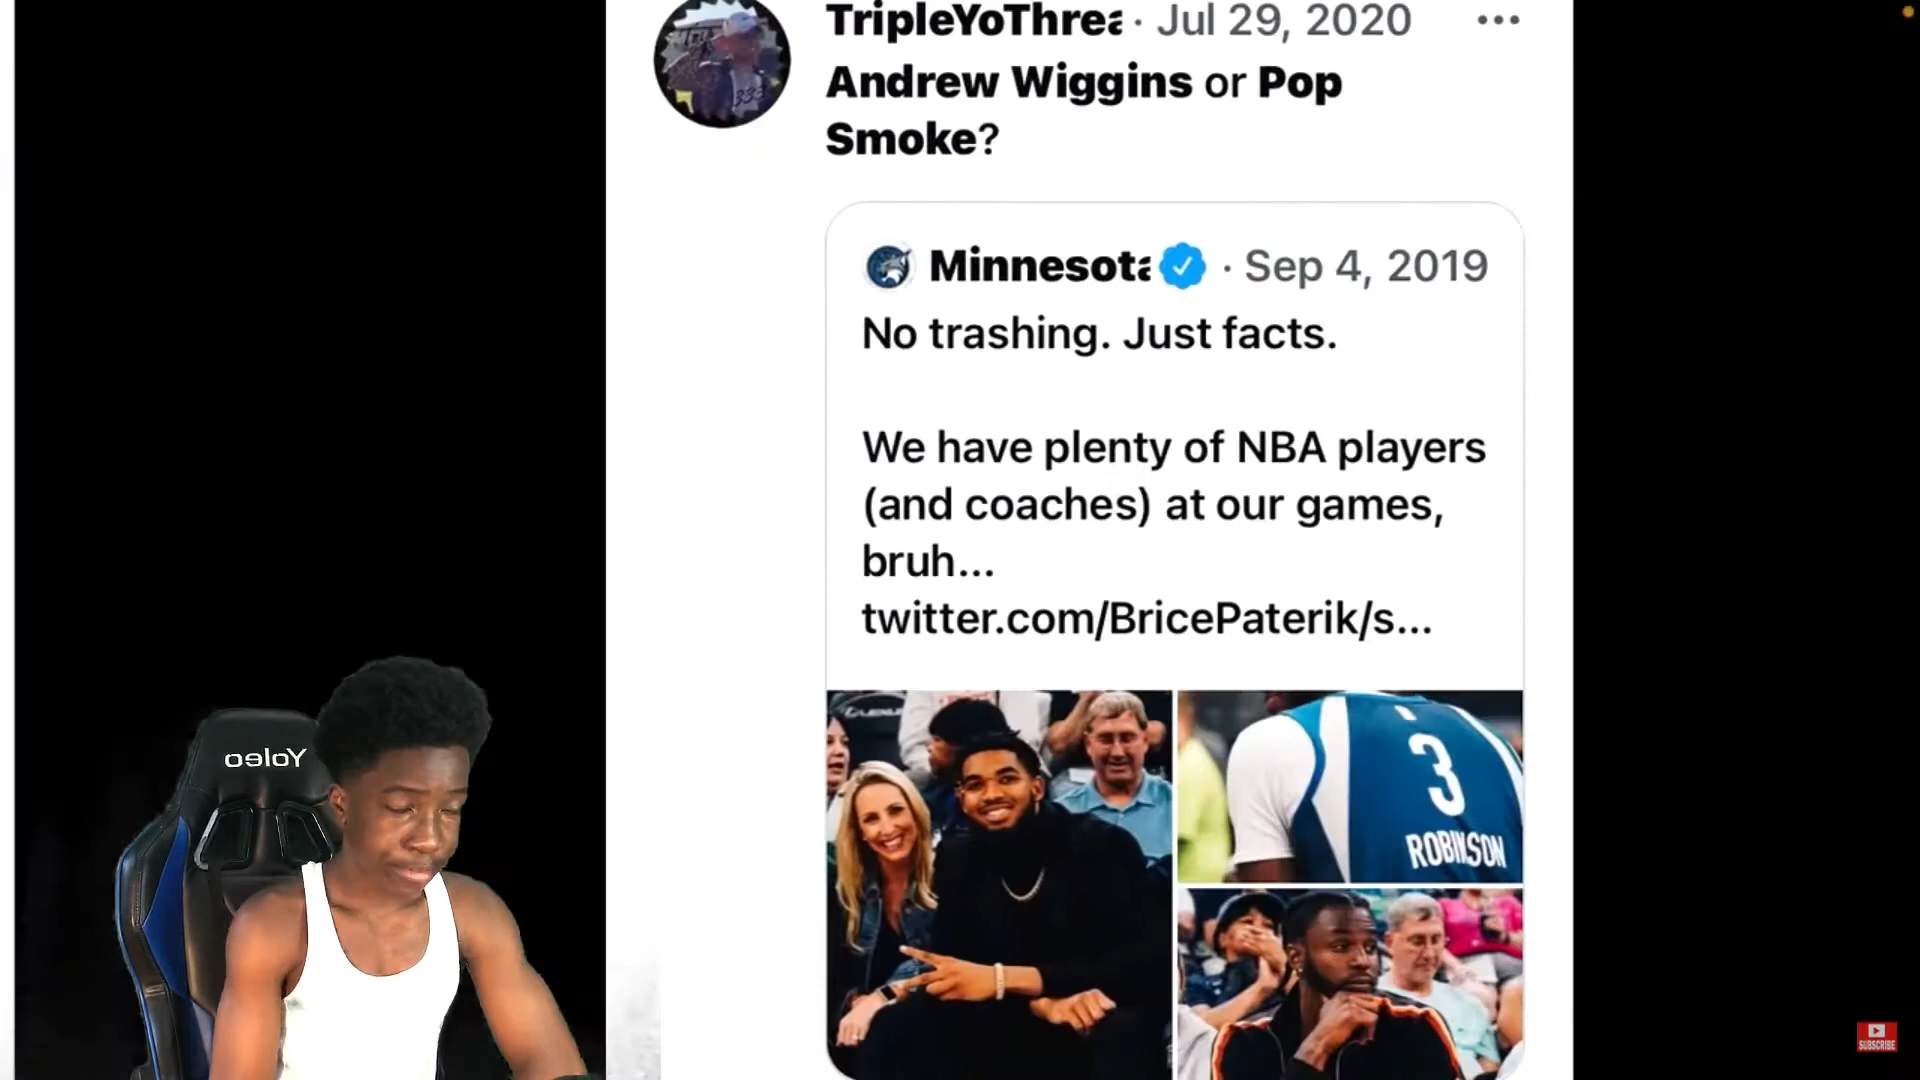 TripleYoThrea · Jul 29, 2020
Andrew Wiggins or Pop
Smoke?
Minnesota · Sep 4, 2019
No trashing. Just facts.
We have plenty of NBA players
(and coaches) at our games,
bruh...
twitter.com/BricePaterik/s...
3
ROBINSON
Yoleo
333
SUBSCRIBE